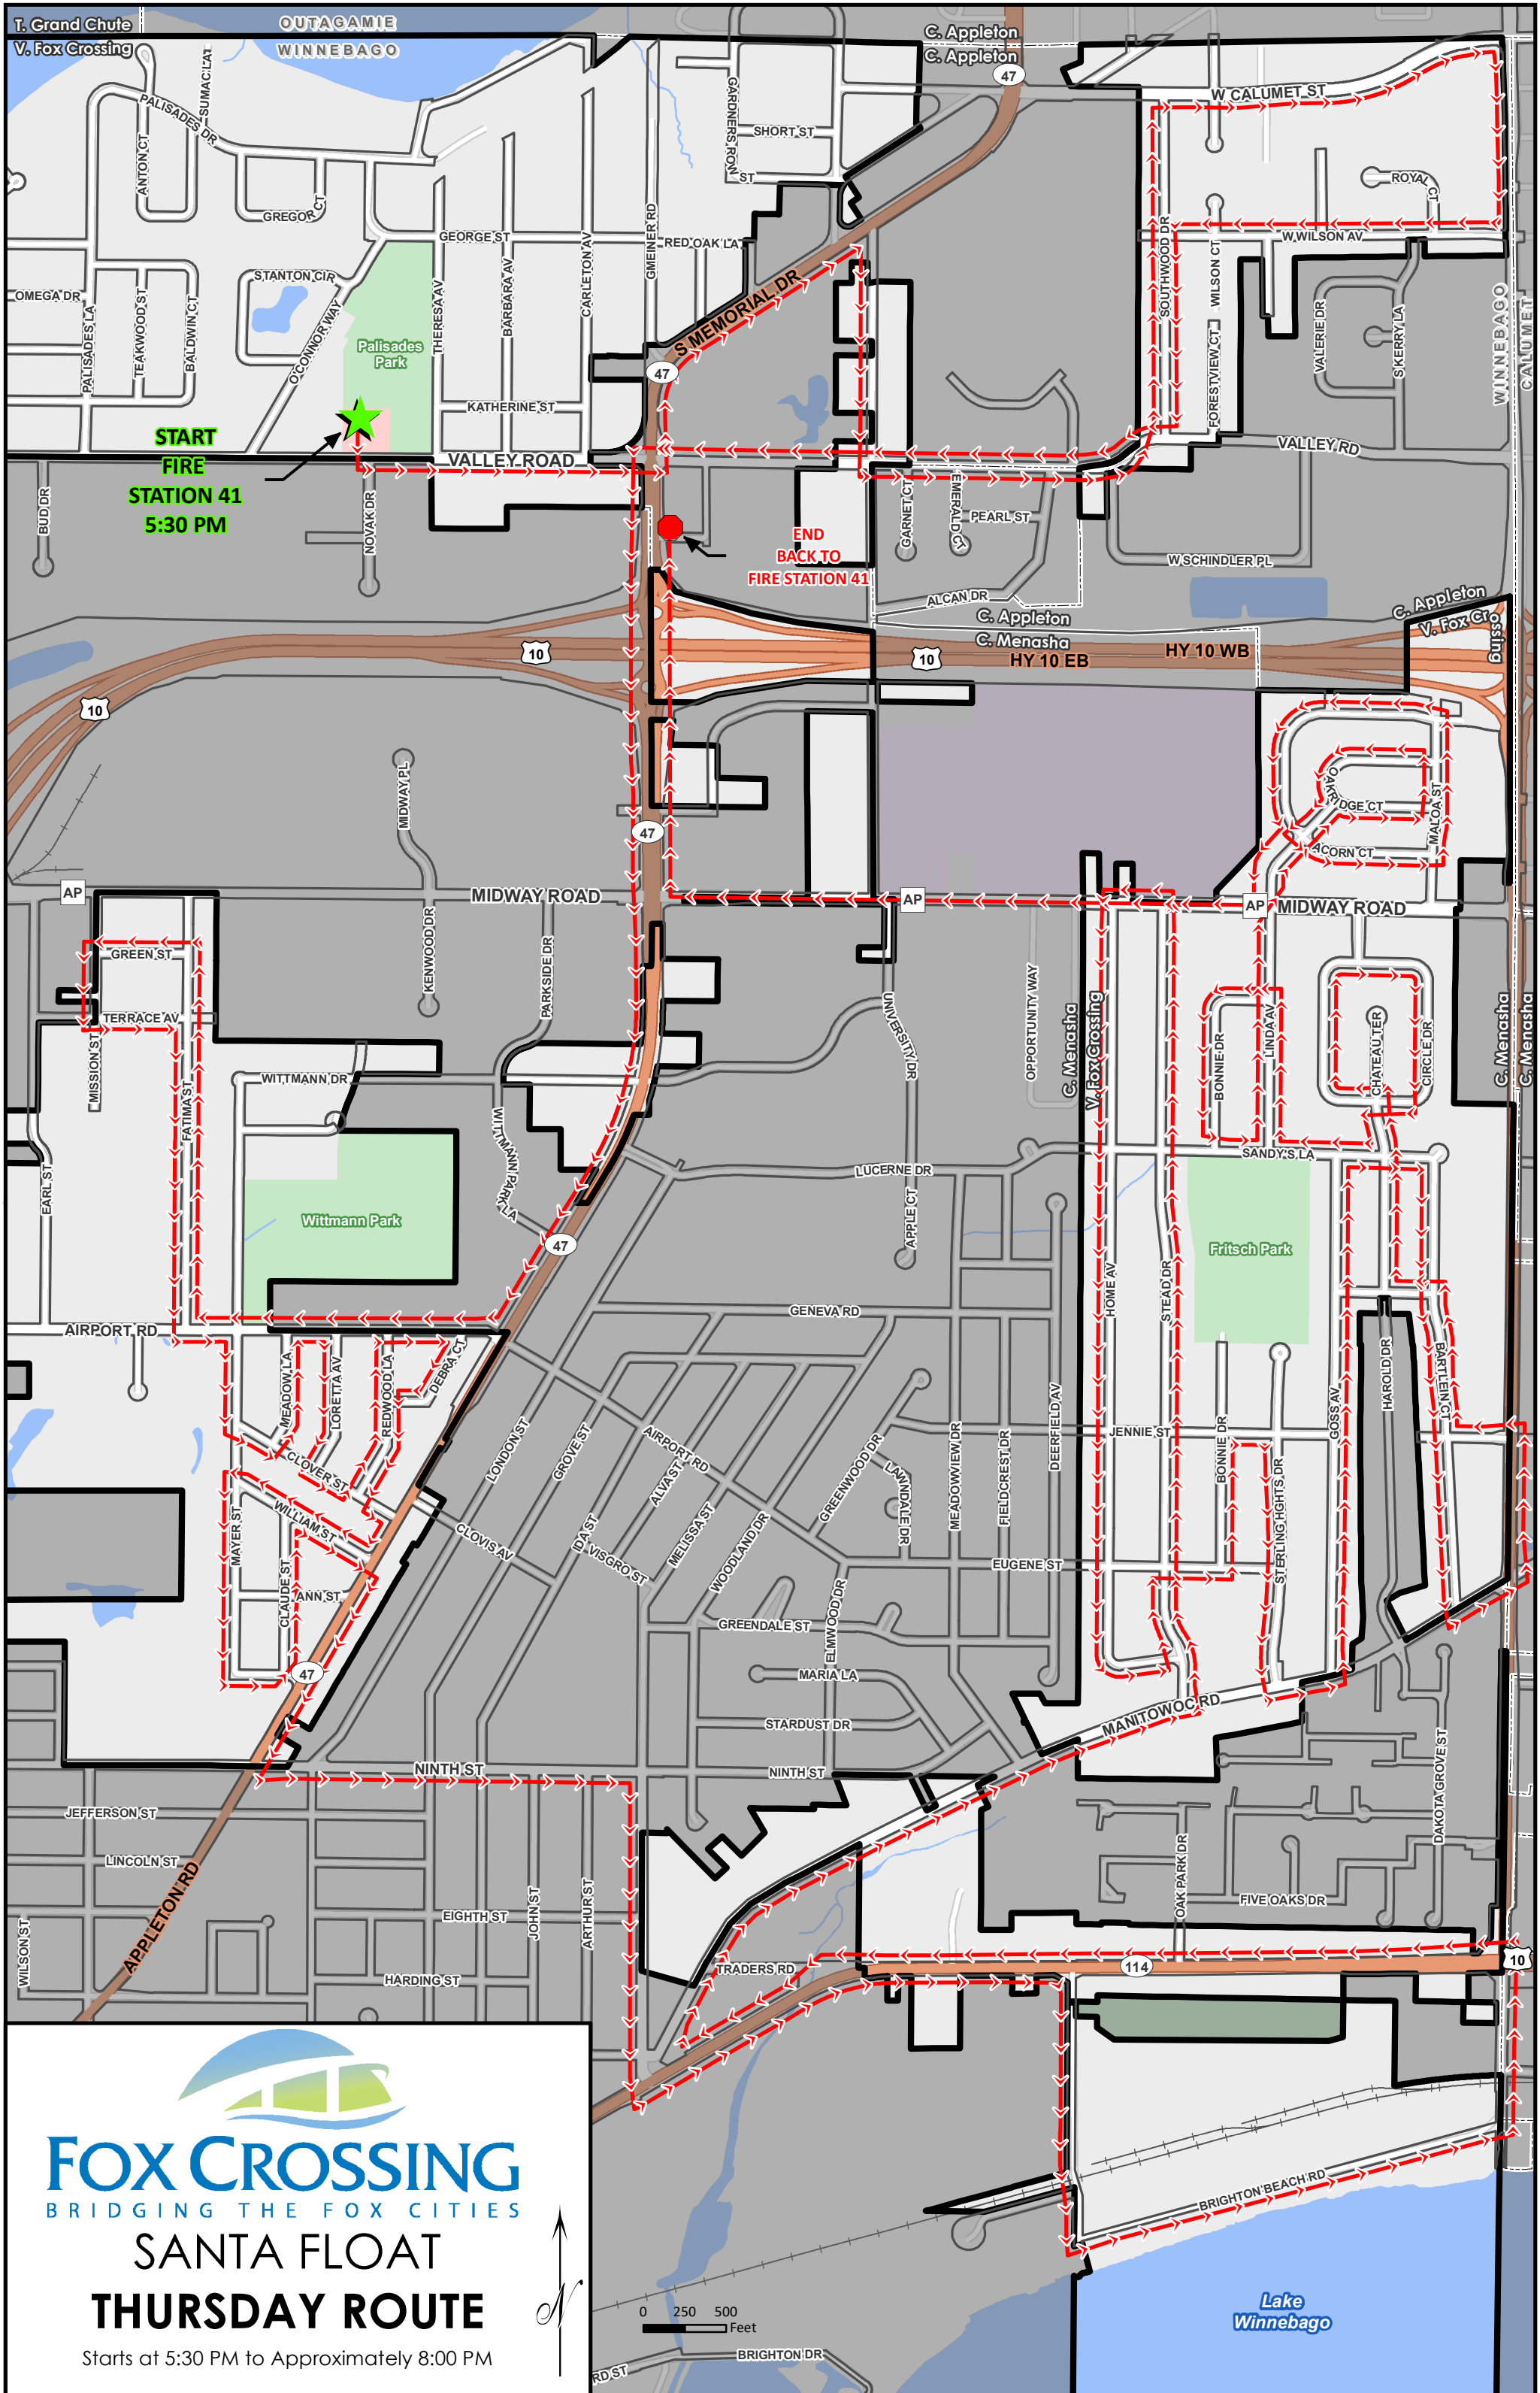 T. Grand Chute
V. Fox Crossing
OUTAGAMIE
WINNEBAGO
C. Appleton
C. Appleton
47
W CALUMET ST
SUMAC LA
PALISADES DR
ANTON CT
GARDNERS ROW
SHORT ST
ST
ROYAL CT
GREGOR CT
GEORGE ST
RED OAK LA
W WILSON AV
GMEINER RD
SOUTHWOOD DR
WILSON CT
STANTON CIR
OMEGA DR
PALISADES LA
TEAKWOOD ST
BALDWIN CT
O'CONNOR WAY
Palisades
Park
THERESA AV
BARBARA AV
CARLETON AV
S MEMORIAL DR
47
FORESTVIEW CT
VALERIE DR
S KERRY LA
WINNEBAGO
CALUMET
KATHERINE ST
START
FIRE
STATION 41
5:30 PM
VALLEY ROAD
VALLEY RD
BUD DR
NOVAK DR
END
BACK TO
FIRE STATION 41
GARNET CT
EMERALD CT
PEARL ST
W SCHINDLER PL
ALCAN DR
C. Appleton
C. Menasha
C. Appleton
V. Fox Crossing
10
10
10
HY 10 EB
HY 10 WB
MIDWAY PL
47
OAKRIDGE CT
MALOA ST
ACORN CT
AP
MIDWAY ROAD
AP
AP
MIDWAY ROAD
GREEN ST
KENWOOD DR
PARKSIDE DR
TERRACE AV
MISSION ST
FATIMA ST
UNIVERSITY DR
OPPORTUNITY WAY
C. Menasha
V. Fox Crossing
BONNIE DR
LINDA AV
CHATEAU TER
CIRCLE DR
C. Menasha
C. Menasha
WITTMANN DR
WITTMANN PARK LA
EARL ST
LUCERNE DR
SANDY'S LA
Wittmann Park
47
APPLE CT
Fritsch Park
HOME AV
STEAD DR
GENEVA RD
AIRPORT RD
MEADOW LA
LORETTA AV
REDWOOD LA
DEBRA CT
HAROLD DR
BARTLEIN CT
GOSS AV
LONDON ST
GROVE ST
AIRPORT RD
ALVA ST
GREENWOOD DR
LAWNDALE DR
MEADOWVIEW DR
FIELDCREST DR
DEERFIELD AV
JENNIE ST
BONNIE DR
STERLING HGHTS DR
CLOVER ST
WILLIAM ST
MAYER ST
CLAUDE ST
ANN ST
CLOVIS AV
IDA ST
DE VISGRO ST
MELISSA ST
WOODLAND DR
EUGENE ST
GREENDALE ST
ELMWOOD DR
MARIA LA
STARDUST DR
47
MANITOWOC RD
NINTH ST
NINTH ST
JEFFERSON ST
LINCOLN ST
APPLETON RD
WILSON ST
EIGHTH ST
JOHN ST
ARTHUR ST
HARDING ST
DAKOTA GROVE ST
OAK PARK DR
FIVE OAKS DR
TRADERS RD
114
10
BRIGHTON BEACH RD
Lake
Winnebago
FOX CROSSING
BRIDGING THE FOX CITIES
SANTA FLOAT
THURSDAY ROUTE
Starts at 5:30 PM to Approximately 8:00 PM
N
0 250 500
Feet
BRIGHTON DR
RD ST